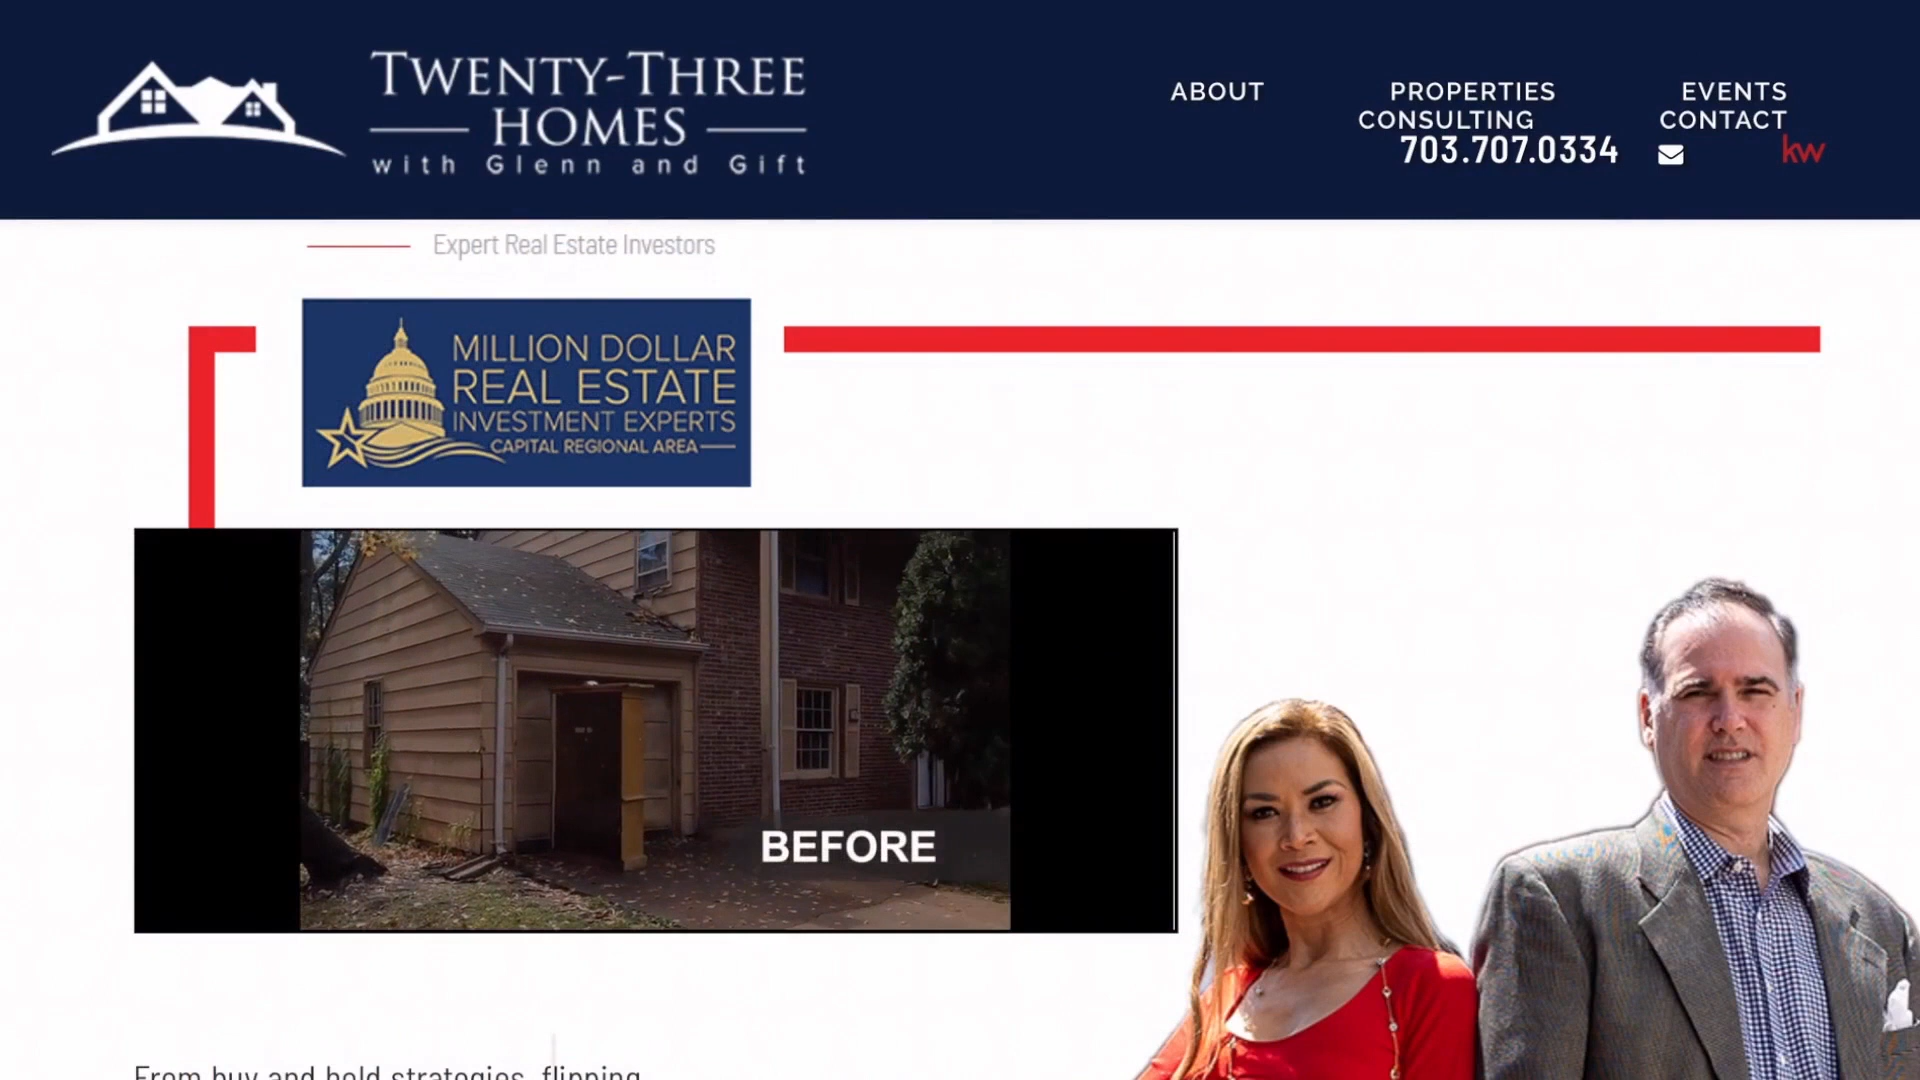 TWENTY-THREE
HOMES
with Glenn and Gift
ABOUT PROPERTIES EVENTS
CONSULTING CONTACT
703.707.0334 kw
Expert Real Estate Investors
MILLION DOLLAR
REAL ESTATE
INVESTMENT EXPERTS
CAPITAL REGIONAL AREA
BEFORE
From buy and hold strategies, flipping